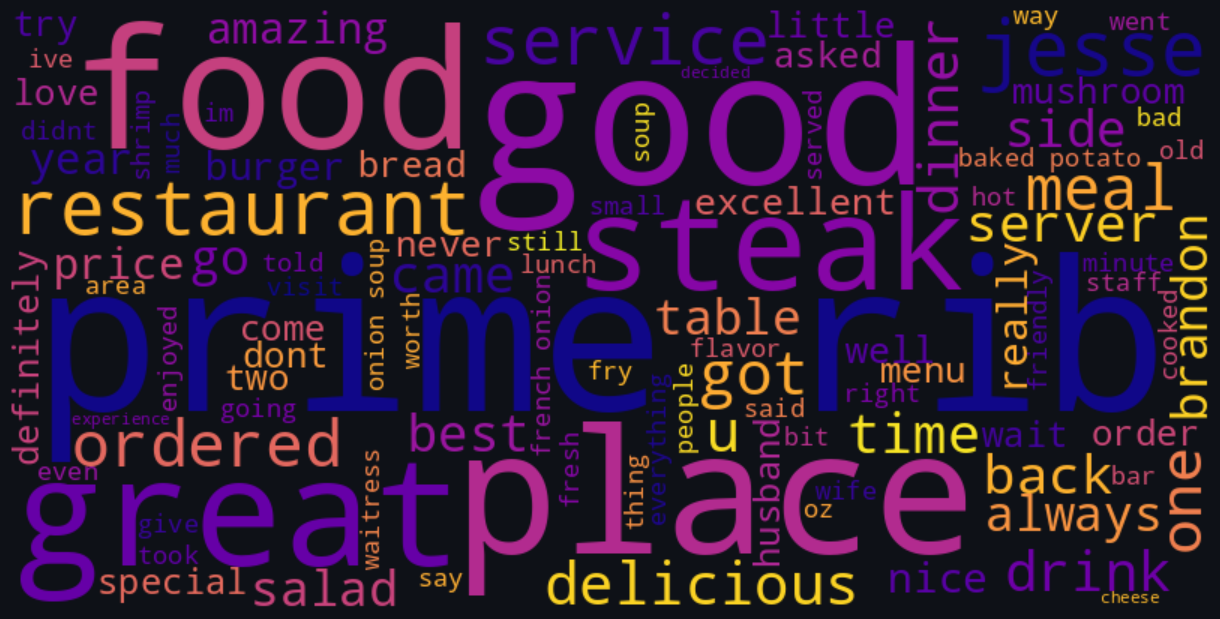 try
amazing
service
little
way
went
ive
food
asked
jesse
love
decided
good
dinner
mushroom
didnt
shrimp
im
much
soup
served
side
bad
year
burger
bread
baked potato
old
restaurant
small
excellent
hot
meal
steak
server
never
still
definitely
price
go
told
came
lunch
really
minute
area
visit
onion soup
staff
brandon
prime rib
enjoyed
worth
french onion
table
friendly
cooked
come
dont
two
flavor
well
fry
got
menu
people
everything
right
going
said
experience
ordered
best
fresh
u
husband
bit
time
wait
order
even
great
place
thing
wife
oz
back
bar
one
waitress
give
took
always
special
salad
say
delicious
nice
drink
cheese